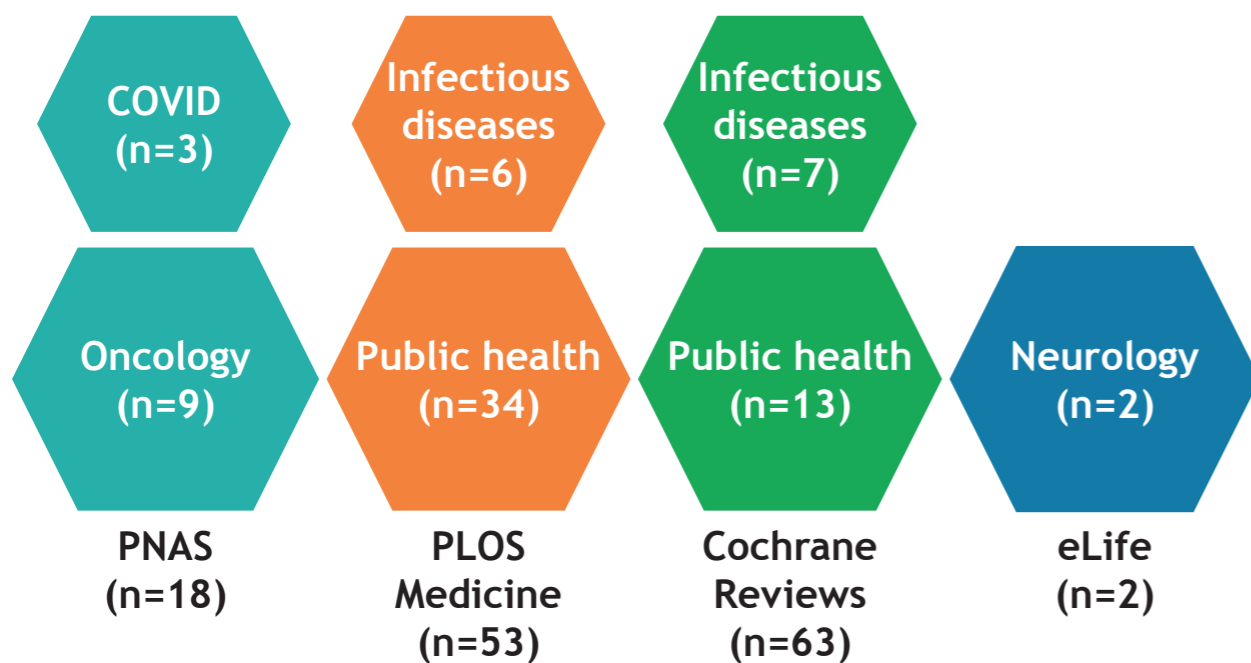 COVID
(n=3)
Infectious
diseases
(n=6)
Infectious
diseases
(n=7)
Oncology
(n=9)
Public health
(n=34)
Public health
(n=13)
Neurology
(n=2)
PNAS
(n=18)
PLOS
Medicine
(n=53)
Cochrane
Reviews
(n=63)
eLife
(n=2)